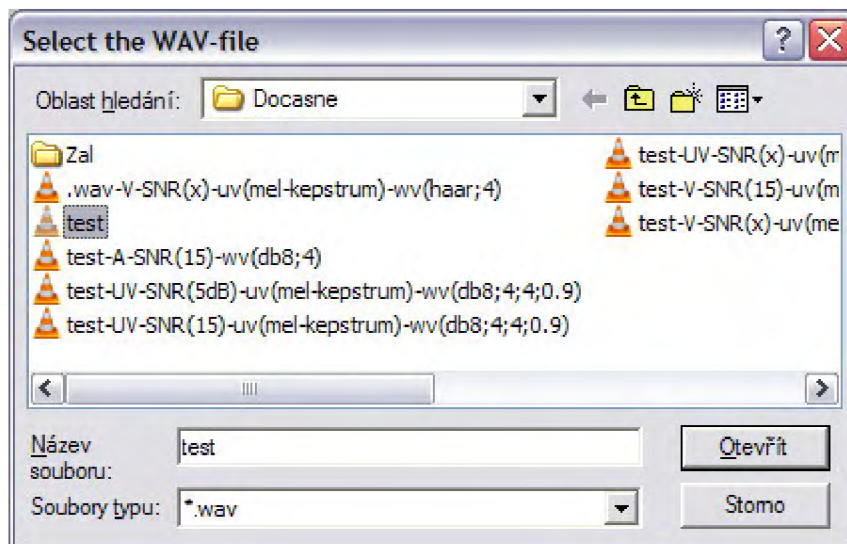 Select the WAV-file
Oblast hledání: Docasne
Zal
.wav-V-SNR(x)-uv(mel-kepstrum)-wv(haar;4)
test
test-A-SNR(15)-wv(db8;4)
test-UV-SNR(5dB)-uv(mel-kepstrum)-wv(db8;4;4;0.9)
test-UV-SNR(15)-uv(mel-kepstrum)-wv(db8;4;4;0.9)
test-UV-SNR(x)-uv(m
test-V-SNR(15)-uv(m
test-V-SNR(x)-uv(me
Název souboru: test
Otevřít
Soubory typu: *.wav
Storno